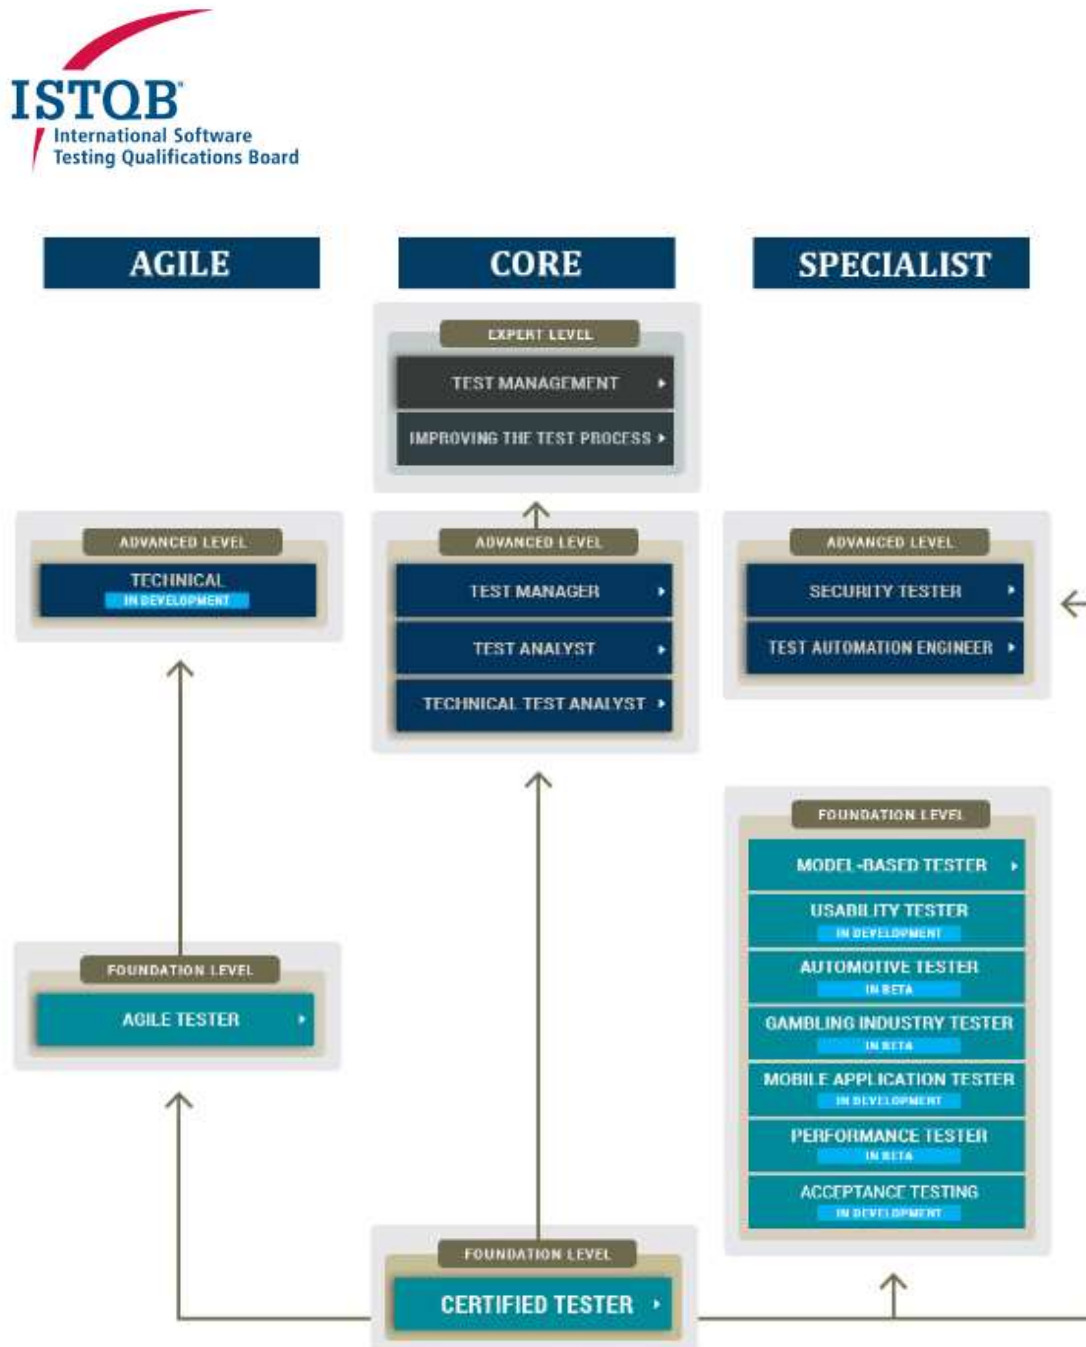 ISTQB
International Software
Testing Qualifications Board
AGILE
CORE
SPECIALIST
EXPERT LEVEL
TEST MANAGEMENT
IMPROVING THE TEST PROCESS
ADVANCED LEVEL
TECHNICAL
IN DEVELOPMENT
ADVANCED LEVEL
TEST MANAGER
TEST ANALYST
TECHNICAL TEST ANALYST
ADVANCED LEVEL
SECURITY TESTER
TEST AUTOMATION ENGINEER
FOUNDATION LEVEL
AGILE TESTER
FOUNDATION LEVEL
MODEL-BASED TESTER
USABILITY TESTER
IN DEVELOPMENT
AUTOMOTIVE TESTER
IN BETA
GAMBLING INDUSTRY TESTER
IN BETA
MOBILE APPLICATION TESTER
IN DEVELOPMENT
PERFORMANCE TESTER
IN BETA
ACCEPTANCE TESTING
IN DEVELOPMENT
FOUNDATION LEVEL
CERTIFIED TESTER